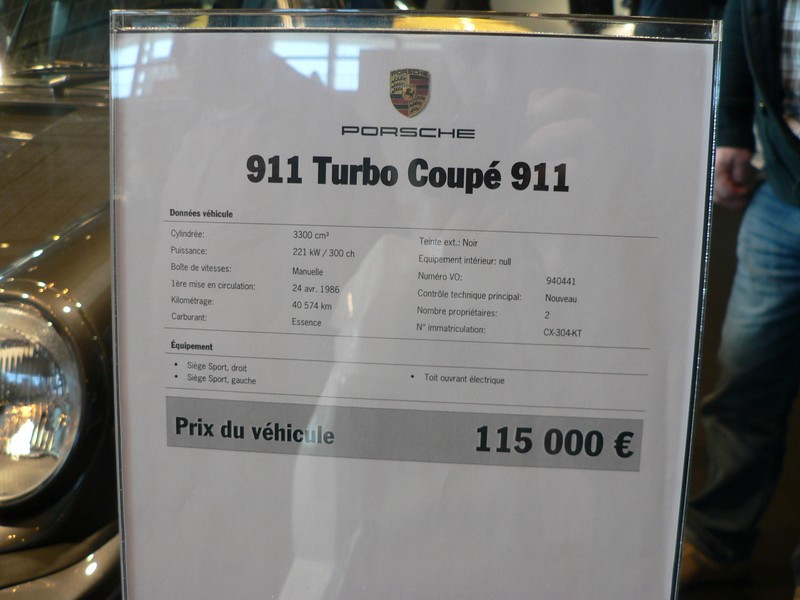 PORSCHE
911 Turbo Coupé 911
Données véhicule
Cylindrée: 3300 cm³
Puissance: 221 kW / 300 ch
Boîte de vitesses: Manuelle
1ère mise en circulation: 24 avr. 1986
Kilométrage: 40 574 km
Carburant: Essence
Teinte ext.: Noir
Equipement intérieur: null
Numéro VO: 940441
Contrôle technique principal: Nouveau
Nombre propriétaires: 2
N° immatriculation: CX-304-KT
Équipement
• Siège Sport, droit
• Siège Sport, gauche
• Toit ouvrant électrique
Prix du véhicule 115 000 €